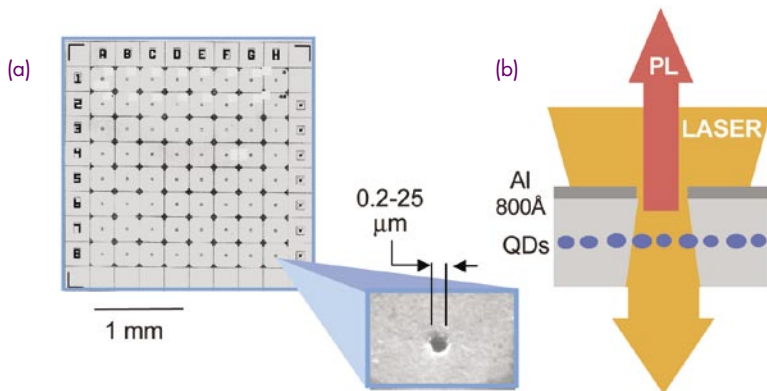 (a)
A B C D E F G H
1
2
3
4
5
6
7
8
1 mm
0.2-25
μm
(b)
PL
LASER
Al
800Å
QDs